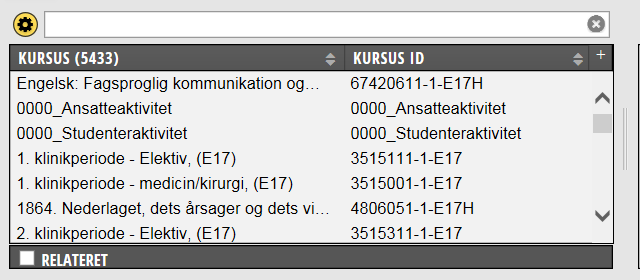 KURSUS (5433) KURSUS ID +
Engelsk: Fagsproglig kommunikation og... 67420611-1-E17H
0000_Ansatteaktivitet 0000_Ansatteaktivitet
0000_Studenteraktivitet 0000_Studenteraktivitet
1. klinikperiode - Elektiv, (E17) 3515111-1-E17
1. klinikperiode - medicin/kirurgi, (E17) 3515001-1-E17
1864. Nederlaget, dets årsager og dets vi... 4806051-1-E17H
2. klinikperiode - Elektiv, (E17) 3515311-1-E17
RELATERET